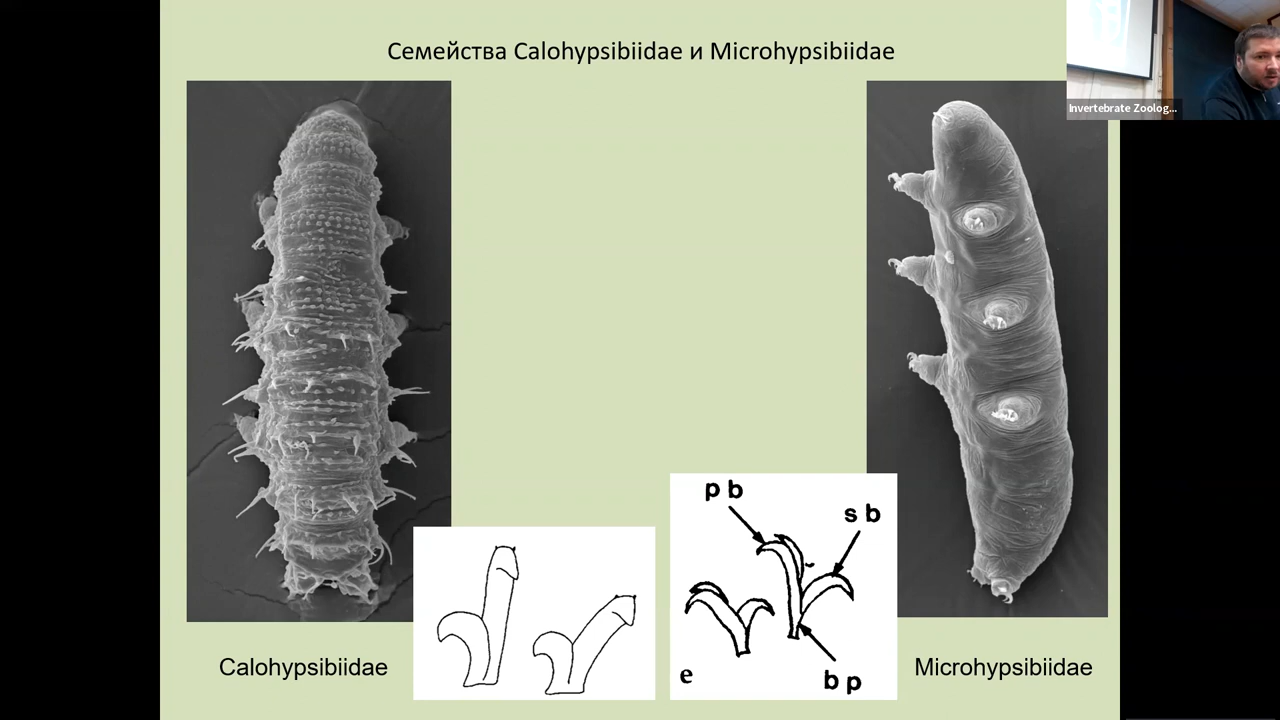 Семейства Calohypsibiidae и Microhypsibiidae
Invertebrate Zoolog...
p b
s b
e
b p
Calohypsibiidae
Microhypsibiidae